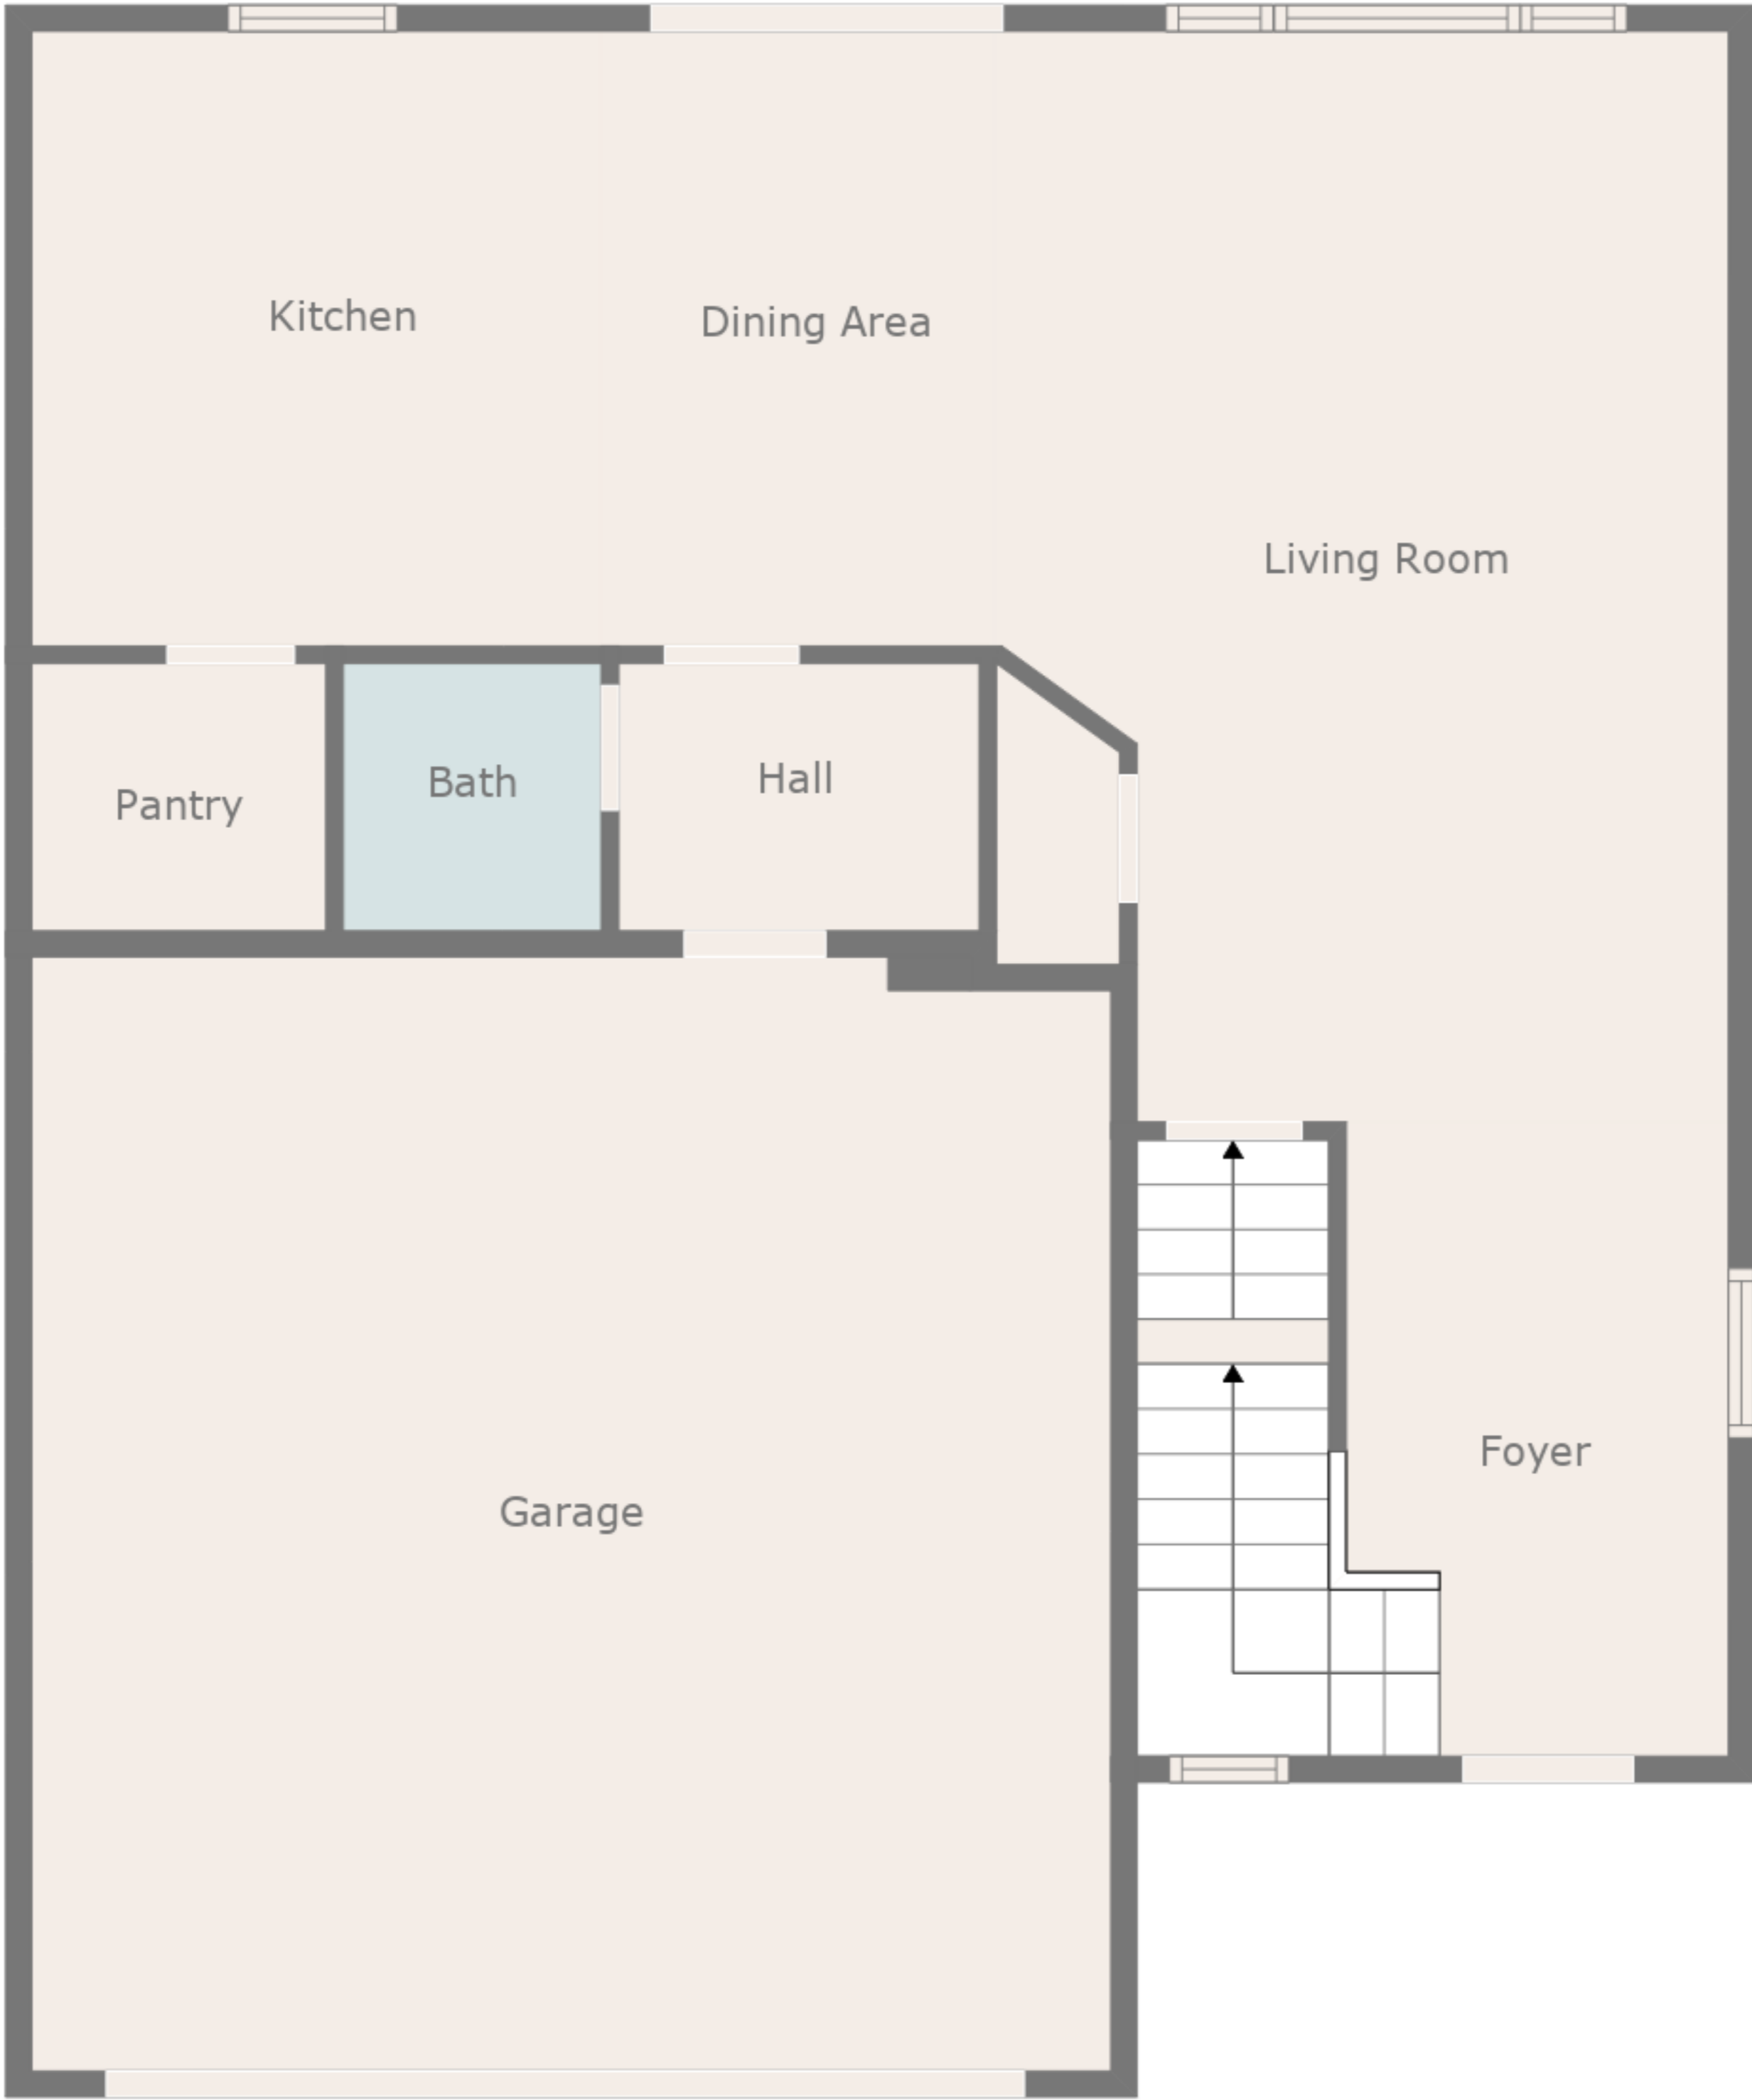 Kitchen
Dining Area
Living Room
Pantry
Bath
Hall
Garage
Foyer